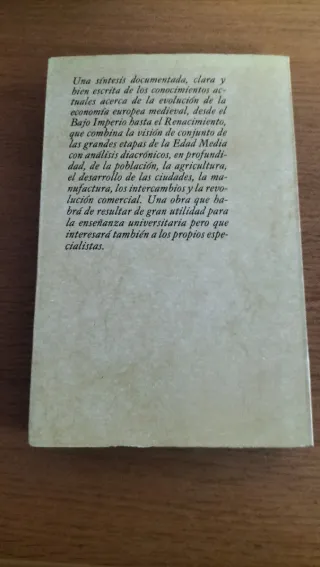 Una síntesis documentada, clara y
bien escrita de los conocimientos ac-
tuales acerca de la evolución de la
economía europea medieval, desde el
Bajo Imperio hasta el Renacimiento,
que combina la visión de conjunto de
las grandes etapas de la Edad Media
con análisis diacrónicos, en profundi-
dad, de la población, la agricultura,
el desarrollo de las ciudades, la ma-
nufactura, los intercambios y la revo-
lución comercial. Una obra que ha-
brá de resultar de gran utilidad para
la enseñanza universitaria pero que
interesará también a los propios espe-
cialistas.